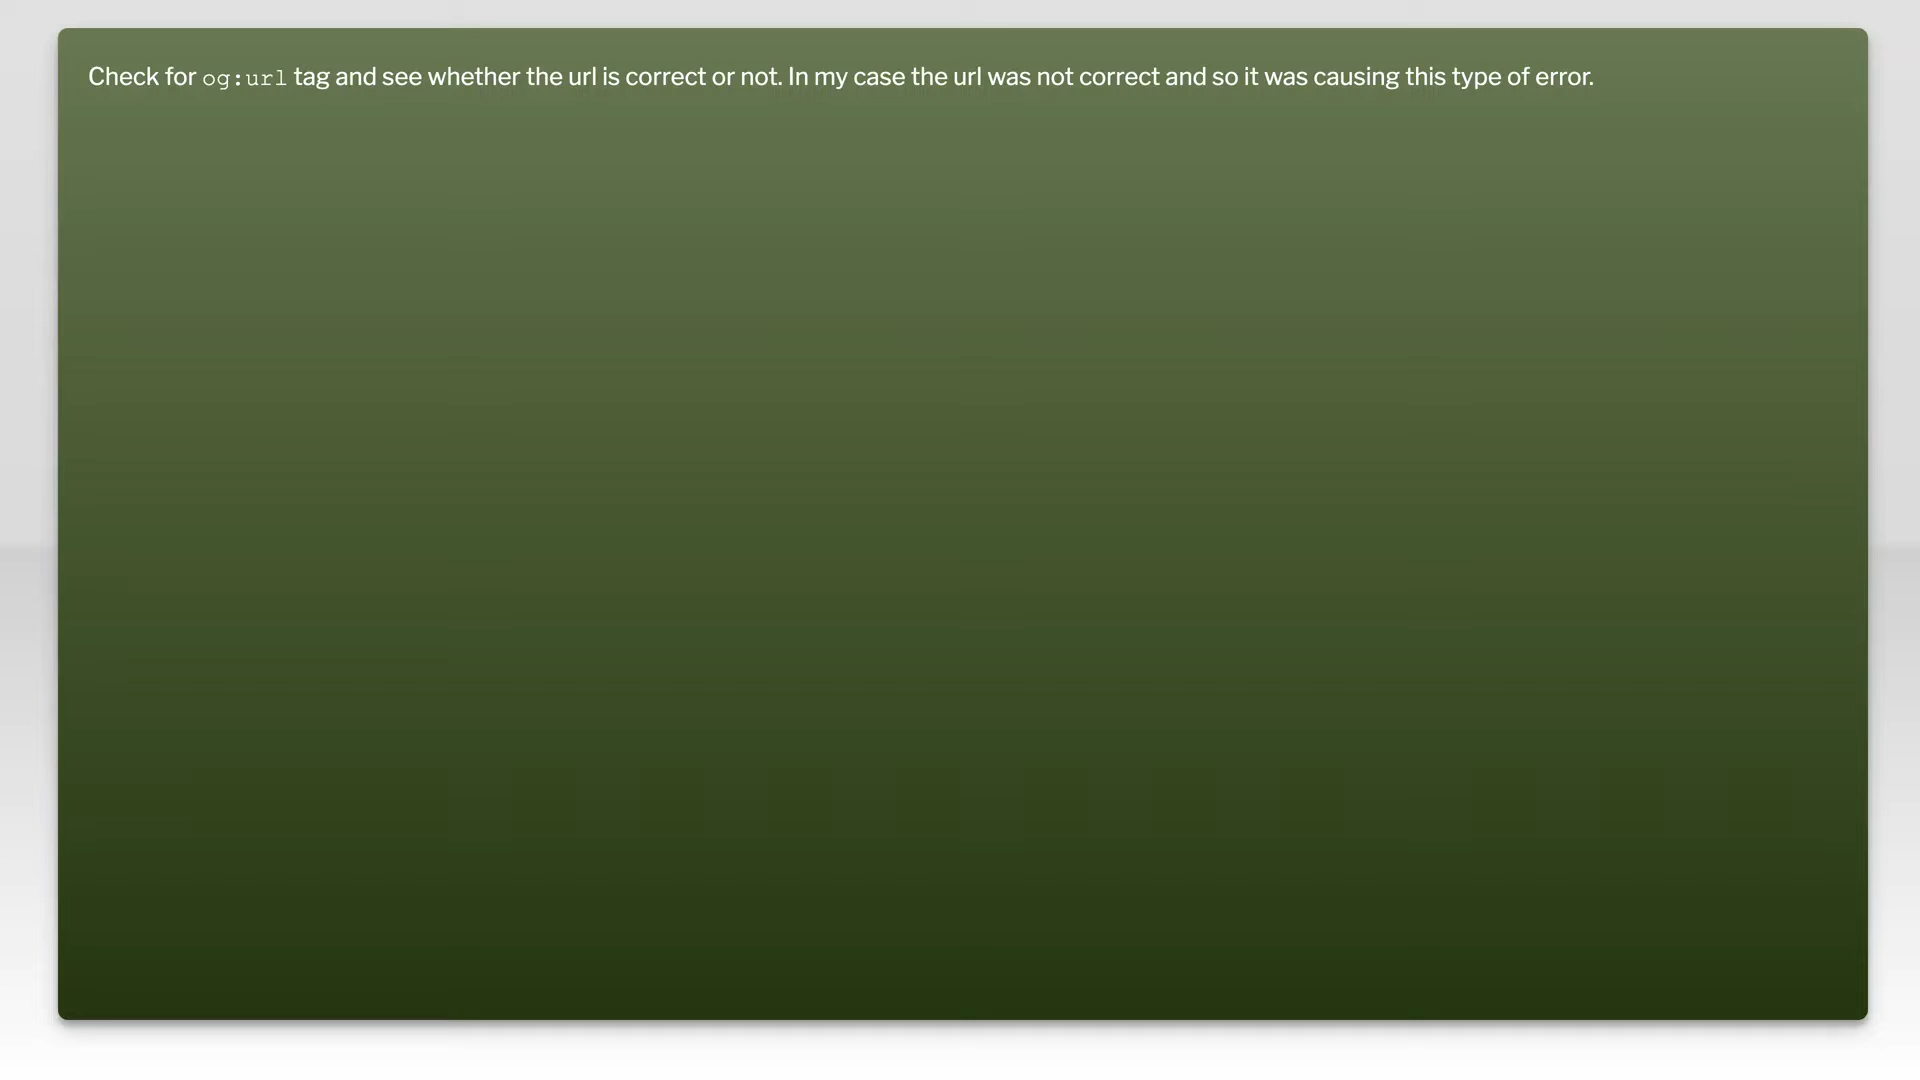 Check for og:url tag and see whether the url is correct or not. In my case the url was not correct and so it was causing this type of error.